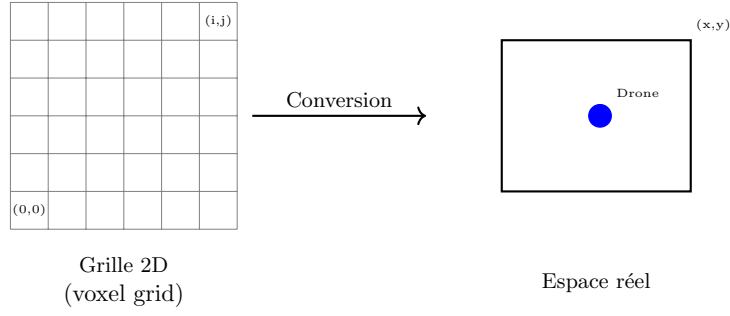 (i,j)
(x,y)
Drone
Conversion
(0,0)
Grille 2D
(voxel grid)
Espace réel